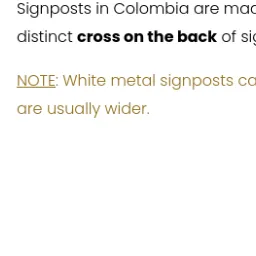 Signposts in Colombia are
distinct cross on the back of
NOTE: White metal signposts
are usually wider.